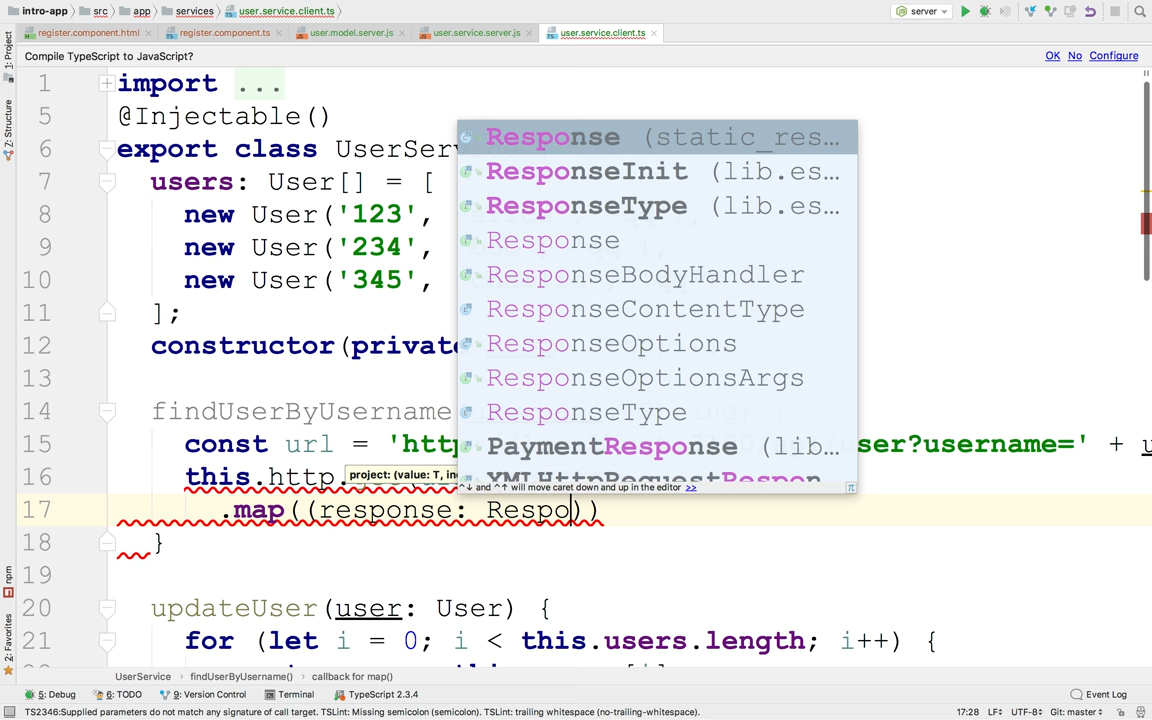 intro-app src app services user.service.client.ts server
register.component.html register.component.ts user.model.server.js user.service.server.js user.service.client.ts
Compile TypeScript to JavaScript? OK No Configure
1: Project
Z: Structure
npm
2: Favorites
1 import ...
5 @Injectable()
6 export class UserServ
7 users: User[] = [
8 new User('123',
9 new User('234',
10 new User('345',
11 ];
12 constructor(private
13
14 findUserByUsername
15 const url = 'http user?username=' + u
16 this.http.
project: (value: T, in
17 .map((response: Respo))
18 }
19
20 updateUser(user: User) {
21 for (let i = 0; i < this.users.length; i++) {
Response (static_res…
ResponseInit (lib.es…
ResponseType (lib.es…
Response
ResponseBodyHandler
ResponseContentType
ResponseOptions
ResponseOptionsArgs
ResponseType
PaymentResponse (lib…
XMLHttpRequestRespon
^↓ and ^↑ will move caret down and up in the editor >> π
UserService › findUserByUsername() › callback for map()
5: Debug 6: TODO 9: Version Control Terminal TypeScript 2.3.4 Event Log
TS2346:Supplied parameters do not match any signature of call target. TSLint: Missing semicolon (semicolon). TSLint: trailing whitespace (no-trailing-whitespace). 17:28 LF÷ UTF-8÷ Git: master÷